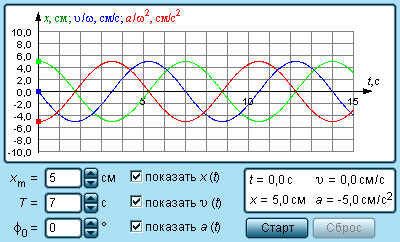 x, см; υ/ω, см/с; a/ω², см/с²
10,0
8,0
6,0
4,0
2,0
0,0
-2,0
-4,0
-6,0
-8,0
-10,0
5
10
15
t, с
x_m = 5 см
показать x (t)
T = 7 с
показать υ (t)
ϕ_0 = 0 °
показать a (t)
t = 0,0 с υ = 0,0 см/с
x = 5,0 см a = -5,0 см/с²
Старт
Сброс